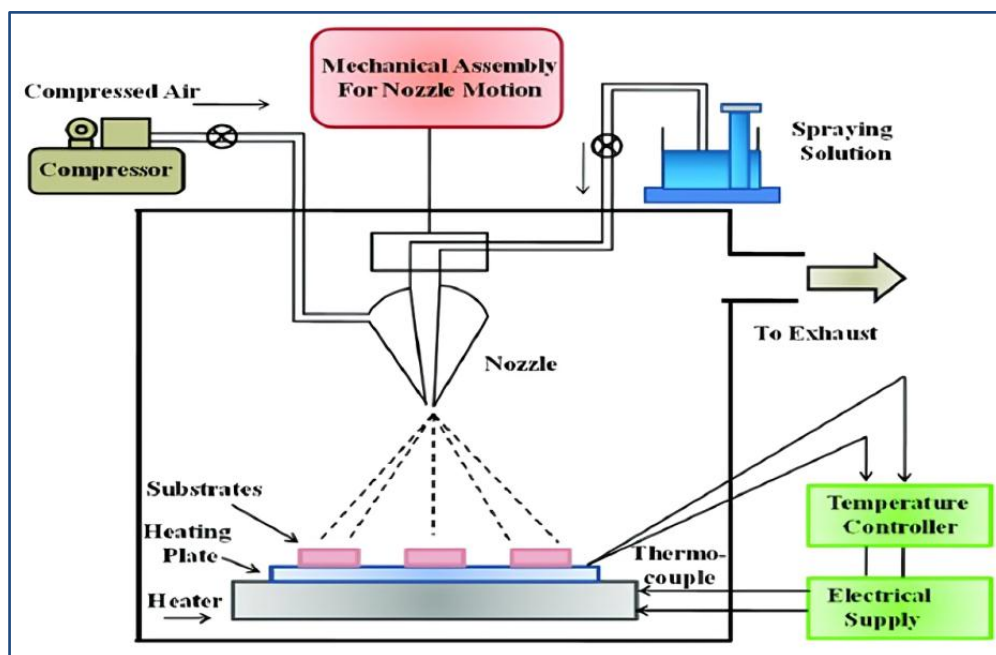 Mechanical Assembly
For Nozzle Motion
Compressed Air
Compressor
Spraying
Solution
To Exhaust
Nozzle
Substrates
Heating
Plate
Heater
Thermo-
couple
Temperature
Controller
Electrical
Supply